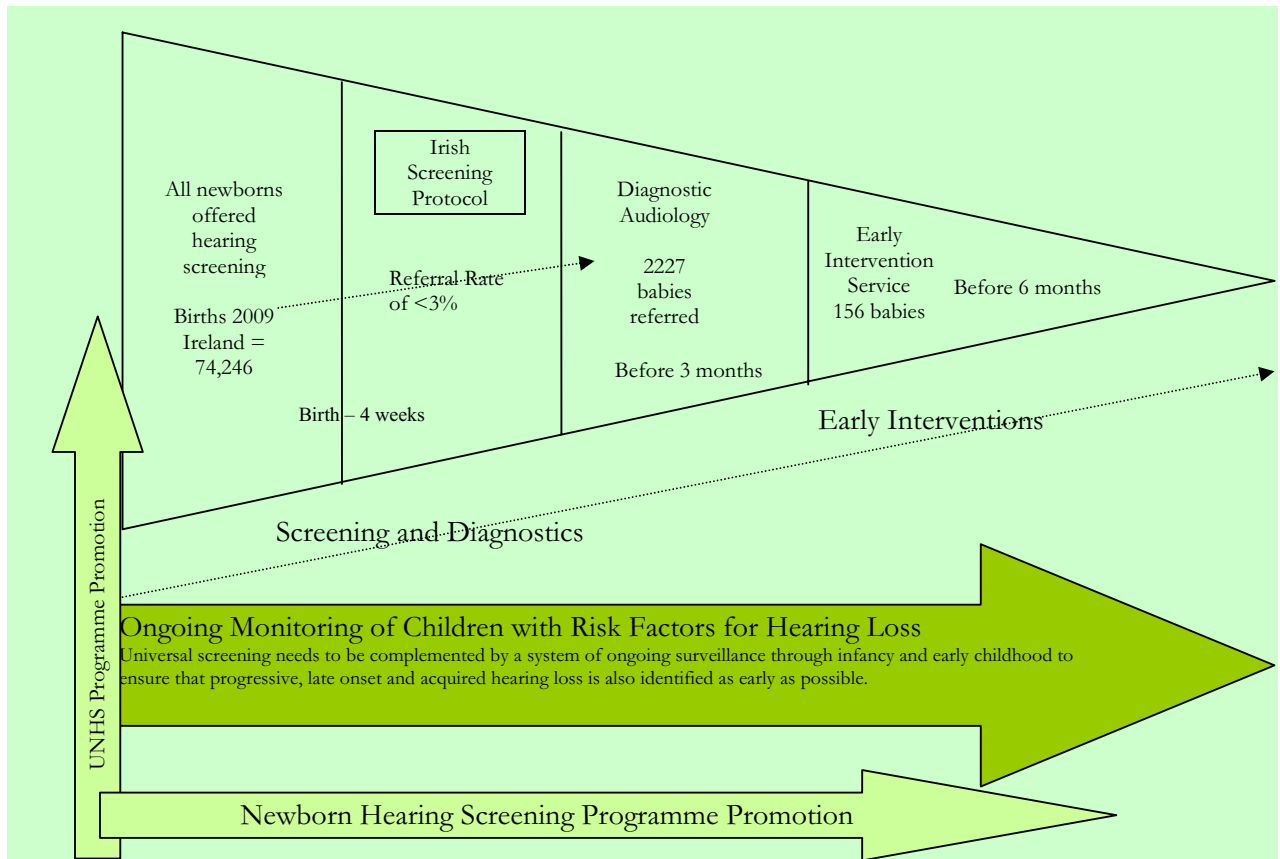 All newborns
offered
hearing
screening
Births 2009
Ireland =
74,246
Irish
Screening
Protocol
Referral Rate
of <3%
Birth – 4 weeks
Diagnostic
Audiology
2227
babies
referred
Before 3 months
Early
Intervention
Service
156 babies
Before 6 months
Early Interventions
Screening and Diagnostics
UNHS Programme Promotion
Ongoing Monitoring of Children with Risk Factors for Hearing Loss
Universal screening needs to be complemented by a system of ongoing surveillance through infancy and early childhood to
ensure that progressive, late onset and acquired hearing loss is also identified as early as possible.
Newborn Hearing Screening Programme Promotion